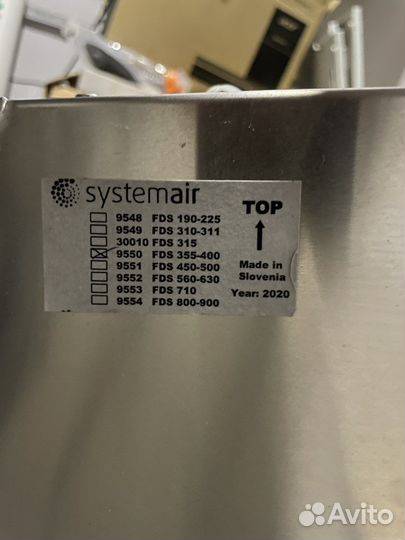 systemair
9548 FDS 190-225
9549 FDS 310-311
30010 FDS 315
9550 FDS 355-400
9551 FDS 450-500
9552 FDS 560-630
9553 FDS 710
9554 FDS 800-900
TOP
Made in
Slovenia
Year: 2020
Avito